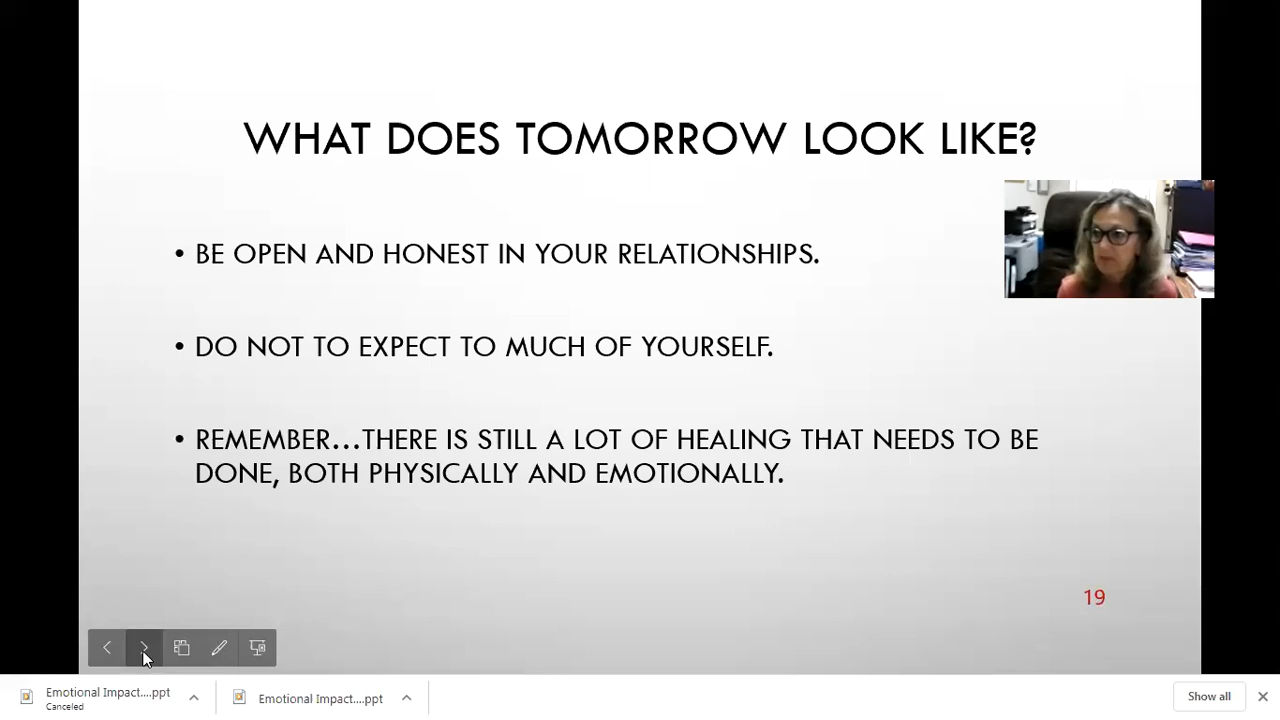 WHAT DOES TOMORROW LOOK LIKE?
• BE OPEN AND HONEST IN YOUR RELATIONSHIPS.
• DO NOT TO EXPECT TO MUCH OF YOURSELF.
• REMEMBER…THERE IS STILL A LOT OF HEALING THAT NEEDS TO BE
DONE, BOTH PHYSICALLY AND EMOTIONALLY.
19
Emotional Impact....ppt
Canceled
Emotional Impact....ppt
Show all